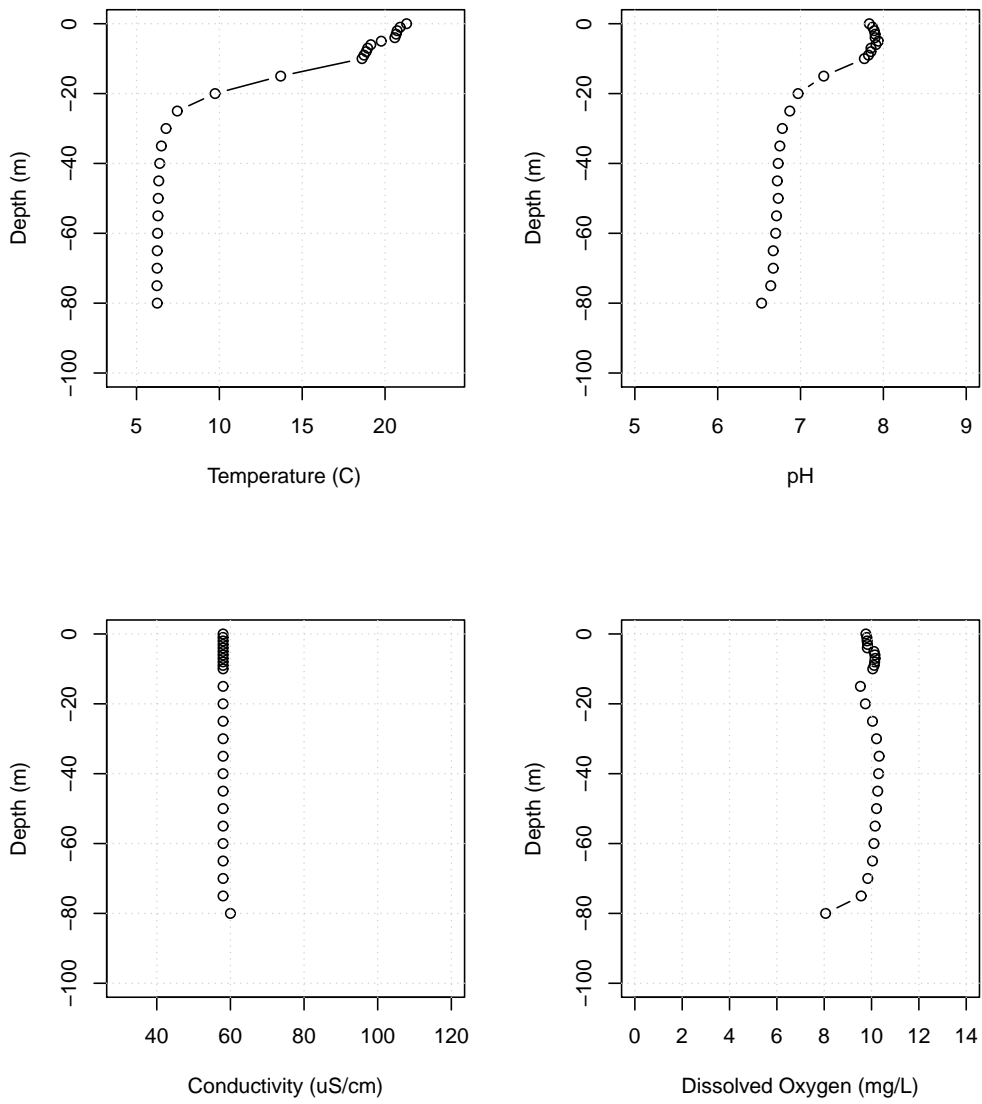 0
−20
−40
−60
−80
−100
Depth (m)
5 10 15 20
Temperature (C)
0
−20
−40
−60
−80
−100
Depth (m)
5 6 7 8 9
pH
0
−20
−40
−60
−80
−100
Depth (m)
40 60 80 100 120
Conductivity (uS/cm)
0
−20
−40
−60
−80
−100
Depth (m)
0 2 4 6 8 10 12 14
Dissolved Oxygen (mg/L)